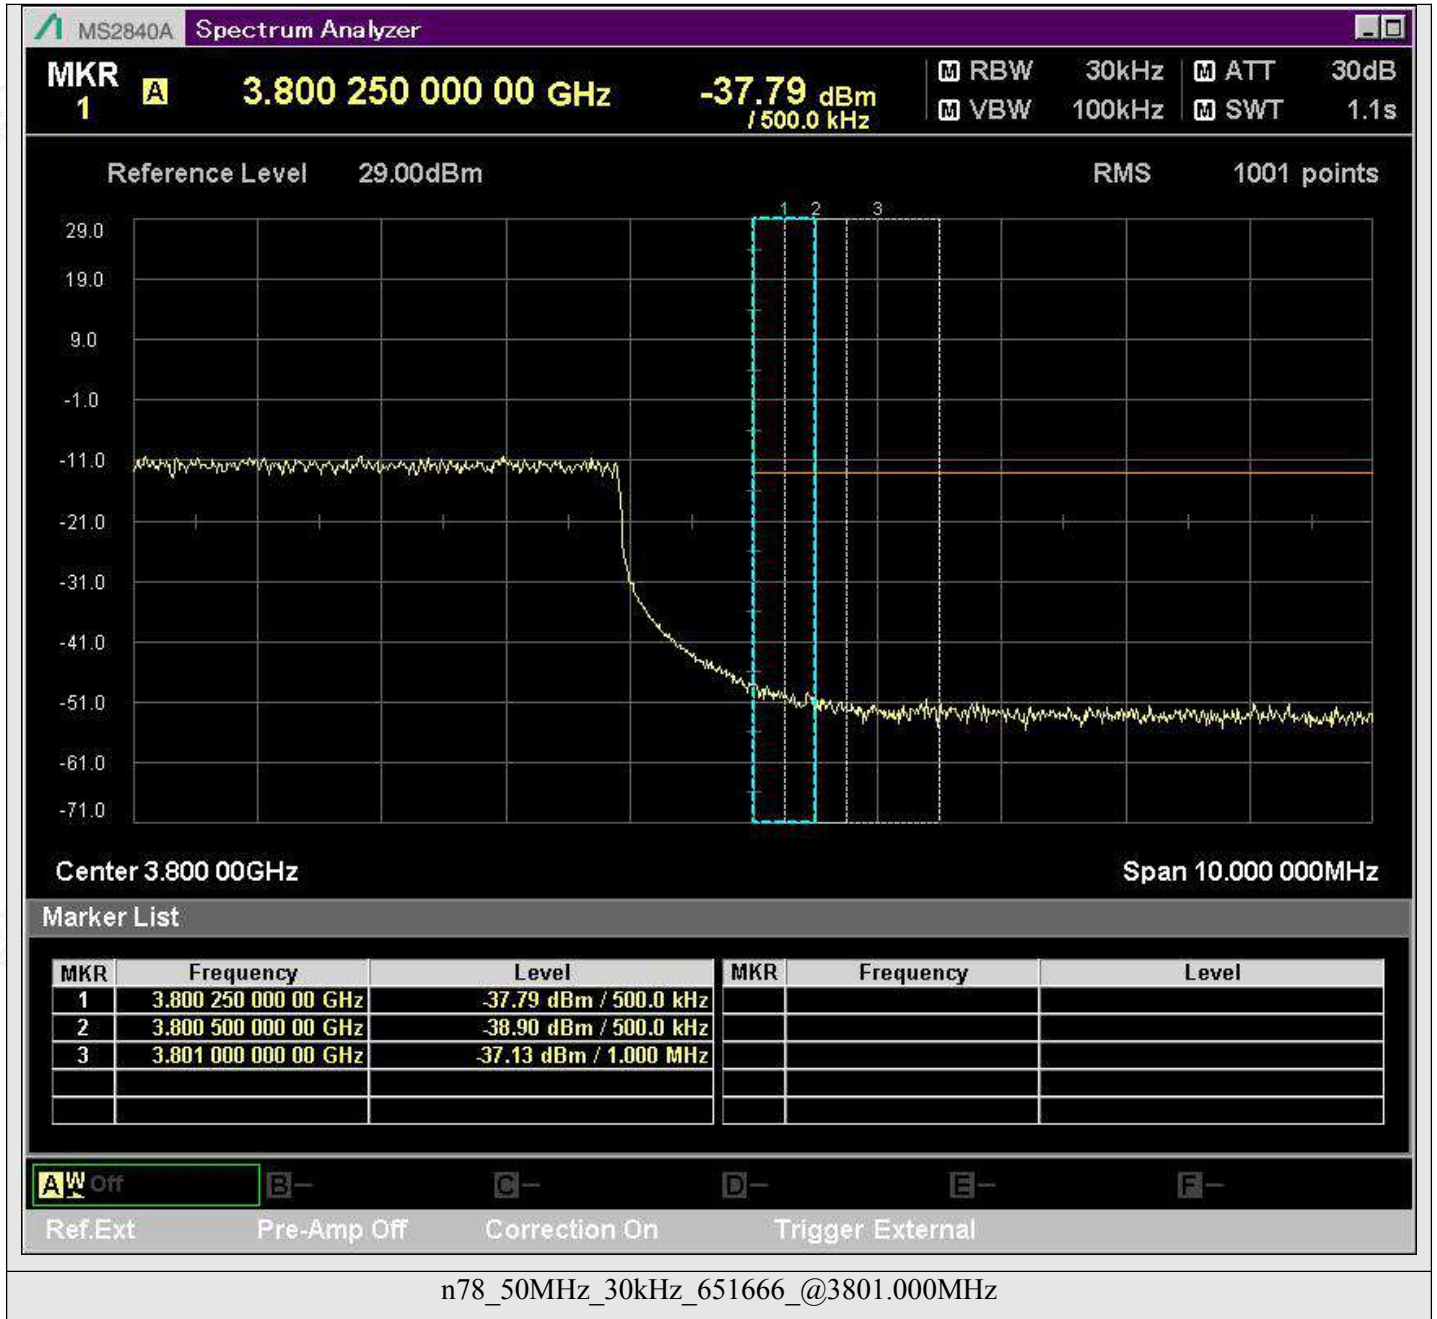 MS2840A Spectrum Analyzer
MKR A 3.800 250 000 00 GHz -37.79 dBm M RBW 30kHz M ATT 30dB
1 / 500.0 kHz M VBW 100kHz M SWT 1.1s
Reference Level 29.00dBm RMS 1001 points
1 2 3
29.0
19.0
9.0
-1.0
-11.0
-21.0
-31.0
-41.0
-51.0
-61.0
-71.0
Center 3.800 00GHz Span 10.000 000MHz
Marker List
MKR Frequency Level MKR Frequency Level
1 3.800 250 000 00 GHz -37.79 dBm / 500.0 kHz
2 3.800 500 000 00 GHz -38.90 dBm / 500.0 kHz
3 3.801 000 000 00 GHz -37.13 dBm / 1.000 MHz
A W Off B - C - D - E - F -
Ref.Ext Pre-Amp Off Correction On Trigger External
n78_50MHz_30kHz_651666_@3801.000MHz